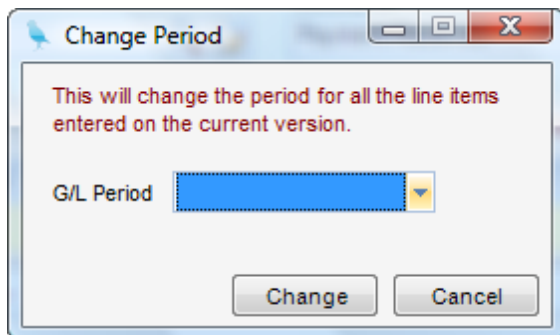 Change Period
This will change the period for all the line items
entered on the current version.
G/L Period
Change Cancel